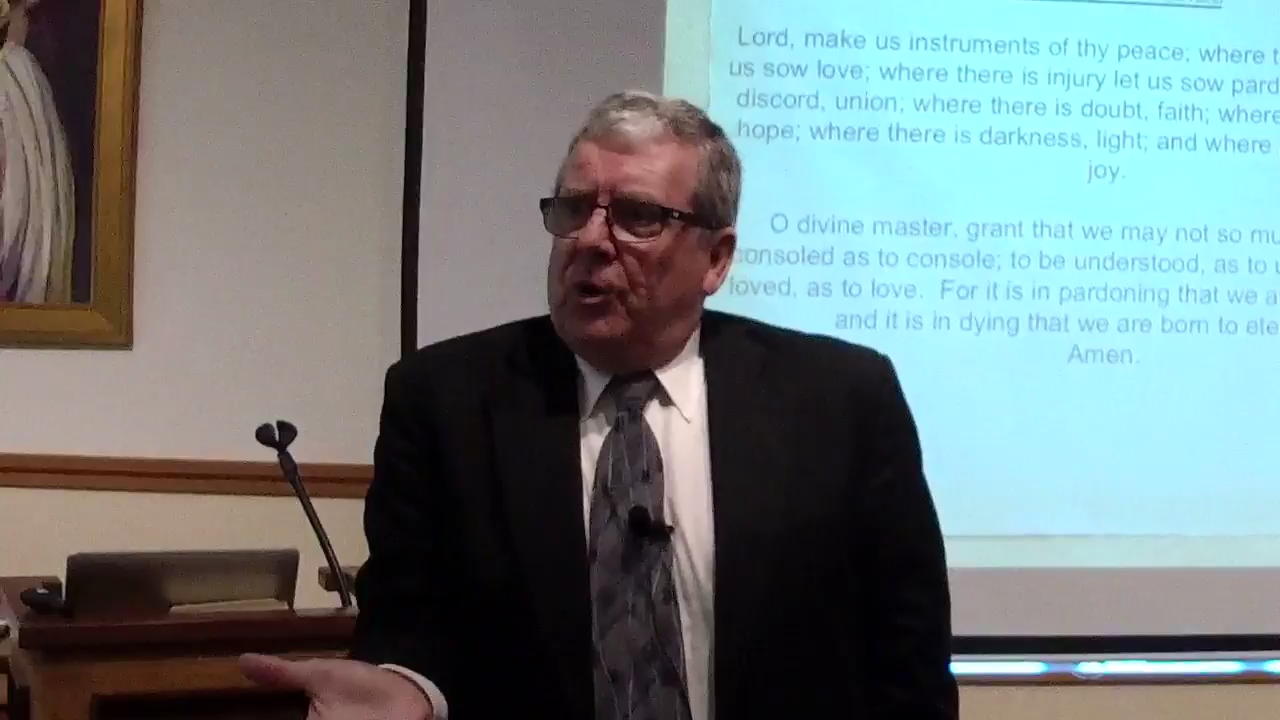 Lord, make us instruments of thy peace; where
us sow love; where there is injury let us sow
discord, union; where there is doubt, faith; where
hope; where there is darkness, light; and where
joy.
O divine master, grant that we may not so
consoled as to console; to be understood, as to
loved, as to love. For it is in pardoning that we
and it is in dying that we are born to
Amen.